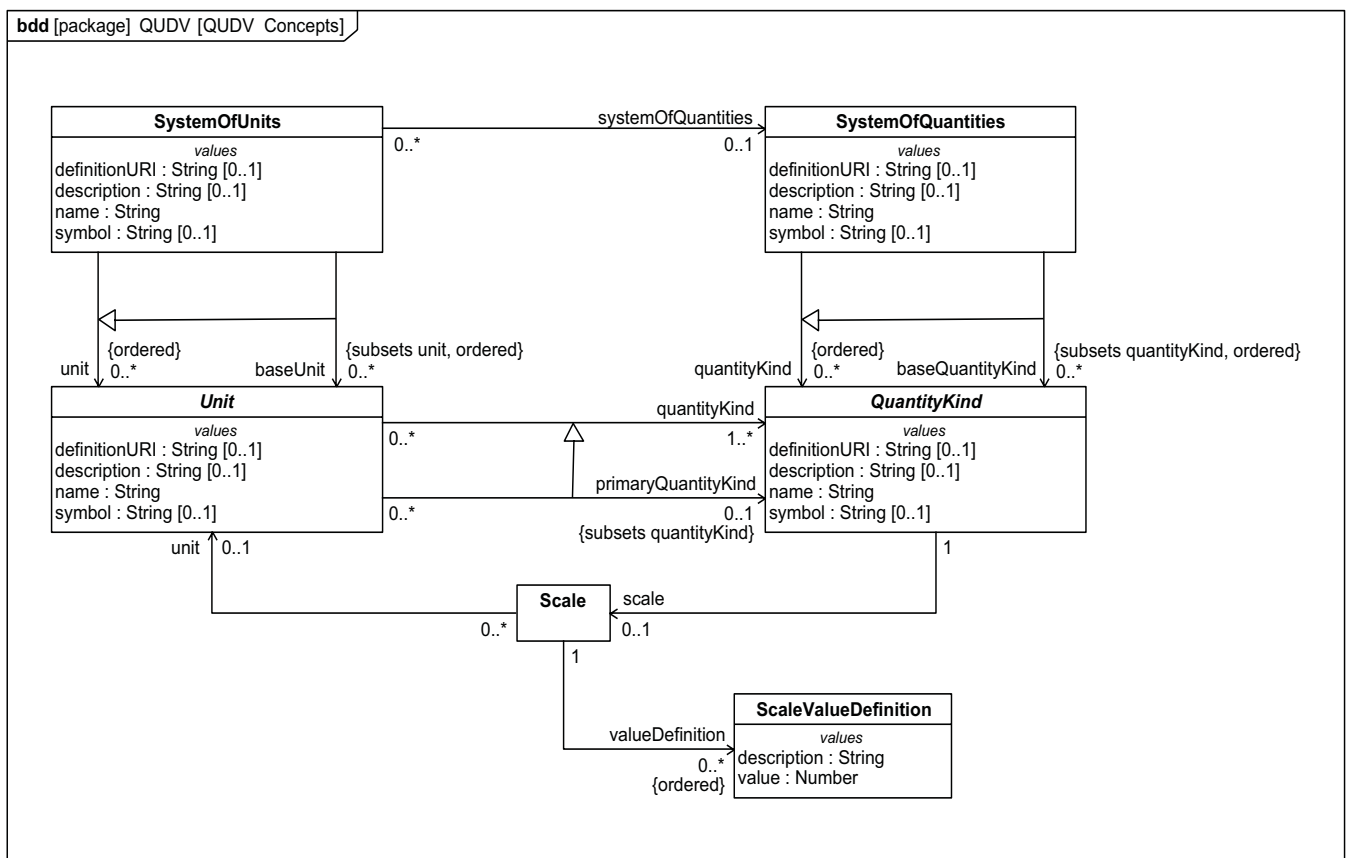 bdd [package] QUDV [QUDV Concepts]
SystemOfUnits
values
definitionURI : String [0..1]
description : String [0..1]
name : String
symbol : String [0..1]
systemOfQuantities
0..*
0..1
SystemOfQuantities
values
definitionURI : String [0..1]
description : String [0..1]
name : String
symbol : String [0..1]
unit
{ordered}
0..*
baseUnit
{subsets unit, ordered}
0..*
quantityKind
{ordered}
0..*
baseQuantityKind
{subsets quantityKind, ordered}
0..*
Unit
values
definitionURI : String [0..1]
description : String [0..1]
name : String
symbol : String [0..1]
quantityKind
0..*
1..*
primaryQuantityKind
0..*
0..1
{subsets quantityKind}
QuantityKind
values
definitionURI : String [0..1]
description : String [0..1]
name : String
symbol : String [0..1]
unit
0..1
1
Scale
scale
0..*
0..1
1
valueDefinition
0..*
{ordered}
ScaleValueDefinition
values
description : String
value : Number